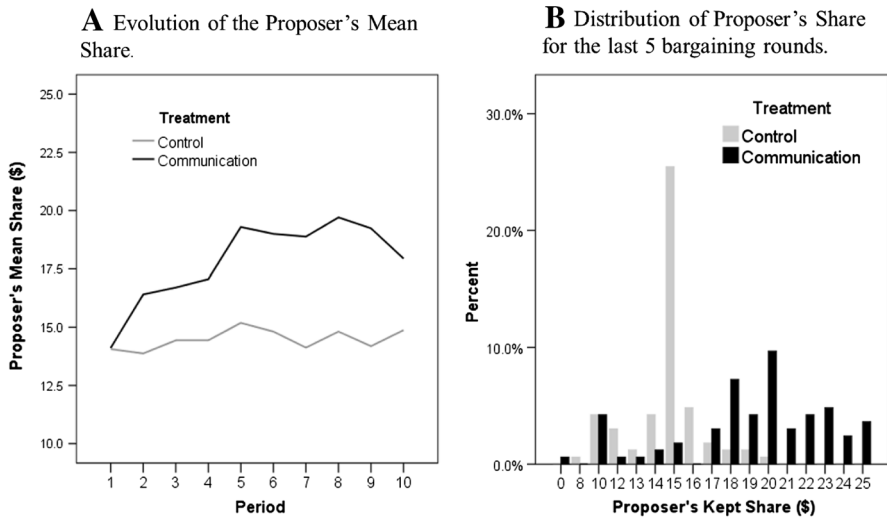 A Evolution of the Proposer's Mean
Share.
25.0
22.5
20.0
17.5
15.0
12.5
10.0
Proposer's Mean Share ($)
Treatment
Control
Communication
1 2 3 4 5 6 7 8 9 10
Period
B Distribution of Proposer's Share
for the last 5 bargaining rounds.
30.0%
20.0%
10.0%
0.0%
Percent
Treatment
Control
Communication
0 8 10 12 13 14 15 16 17 18 19 20 21 22 23 24 25
Proposer's Kept Share ($)